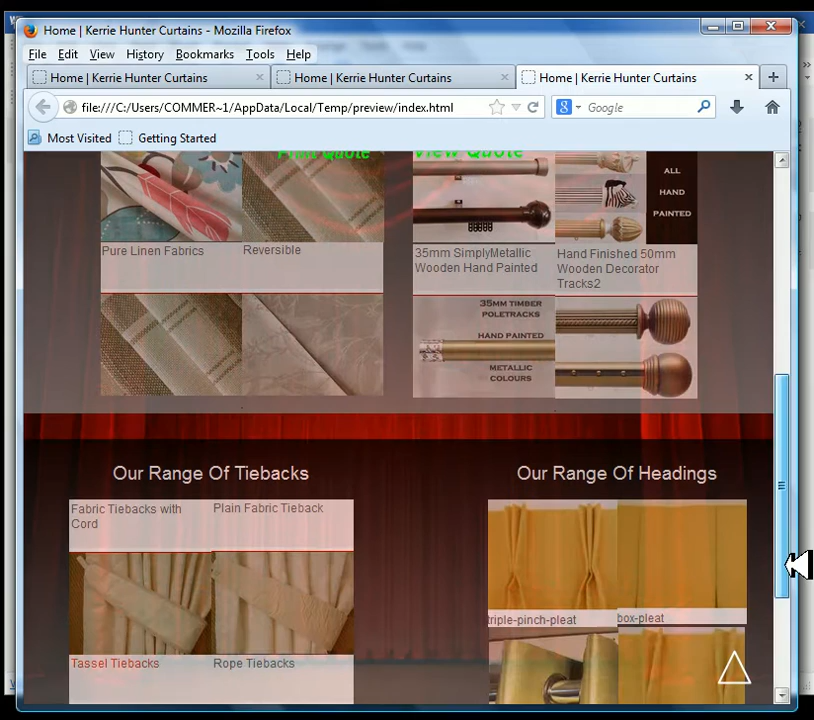 Home | Kerrie Hunter Curtains - Mozilla Firefox
File Edit View History Bookmarks Tools Help
Home | Kerrie Hunter Curtains
Home | Kerrie Hunter Curtains
Home | Kerrie Hunter Curtains
file:///C:/Users/COMMER~1/AppData/Local/Temp/preview/index.html
Google
Most Visited
Getting Started
Print Quote
View Quote
ALL
HAND
PAINTED
Pure Linen Fabrics
Reversible
35mm SimplyMetallic
Wooden Hand Painted
Hand Finished 50mm
Wooden Decorator
Tracks2
35MM TIMBER
POLETRACKS
HAND PAINTED
METALLIC
COLOURS
Our Range Of Tiebacks
Our Range Of Headings
Fabric Tiebacks with
Cord
Plain Fabric Tieback
triple-pinch-pleat
box-pleat
Tassel Tiebacks
Rope Tiebacks